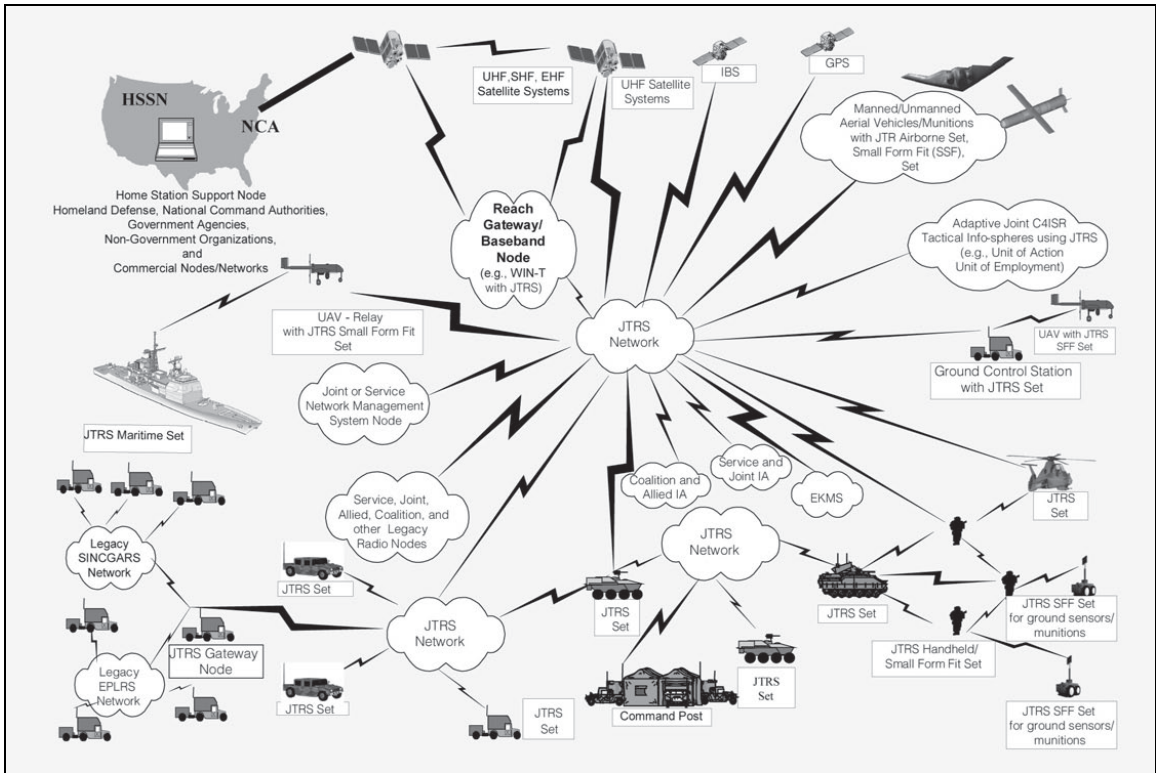 HSSN
NCA
Home Station Support Node
Homeland Defense, National Command Authorities,
Government Agencies,
Non-Government Organizations,
and
Commercial Nodes/Networks
UHF,SHF, EHF
Satellite Systems
UHF Satellite
Systems
IBS
GPS
Manned/Unmanned
Aerial Vehicles/Munitions
with JTR Airborne Set,
Small Form Fit (SSF),
Set
Reach
Gateway/
Baseband
Node
(e.g., WIN-T
with JTRS)
Adaptive Joint C4ISR
Tactical Info-spheres using JTRS
(e.g., Unit of Action
Unit of Employment)
UAV - Relay
with JTRS Small Form Fit
Set
JTRS
Network
UAV with JTRS
SFF Set
Ground Control Station
with JTRS Set
Joint or Service
Network Management
System Node
JTRS Maritime Set
Service, Joint,
Allied, Coalition, and
other Legacy
Radio Nodes
Coalition and
Allied IA
Service and
Joint IA
EKMS
JTRS
Set
Legacy
SINCGARS
Network
JTRS Set
JTRS
Network
JTRS
Set
JTRS Set
JTRS SFF Set
for ground sensors/
munitions
JTRS Gateway
Node
JTRS
Network
JTRS Handheld/
Small Form Fit Set
Legacy
EPLRS
Network
JTRS Set
JTRS
Set
Command Post
JTRS
Set
JTRS SFF Set
for ground sensors/
munitions